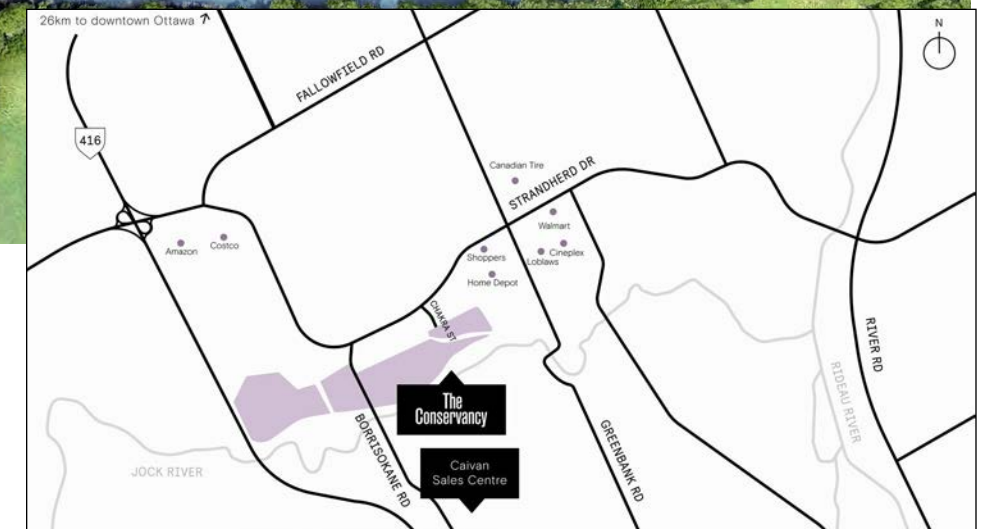 26km to downtown Ottawa
N
FALLOWFIELD RD
416
Canadian Tire
STRANDHERD DR
Walmart
Amazon
Costco
Shoppers
Cineplex
Loblaws
Home Depot
CHAKRA ST
RIVER RD
RIDEAU RIVER
The
Conservancy
BORRISOKANE RD
GREENBANK RD
Caivan
Sales Centre
JOCK RIVER